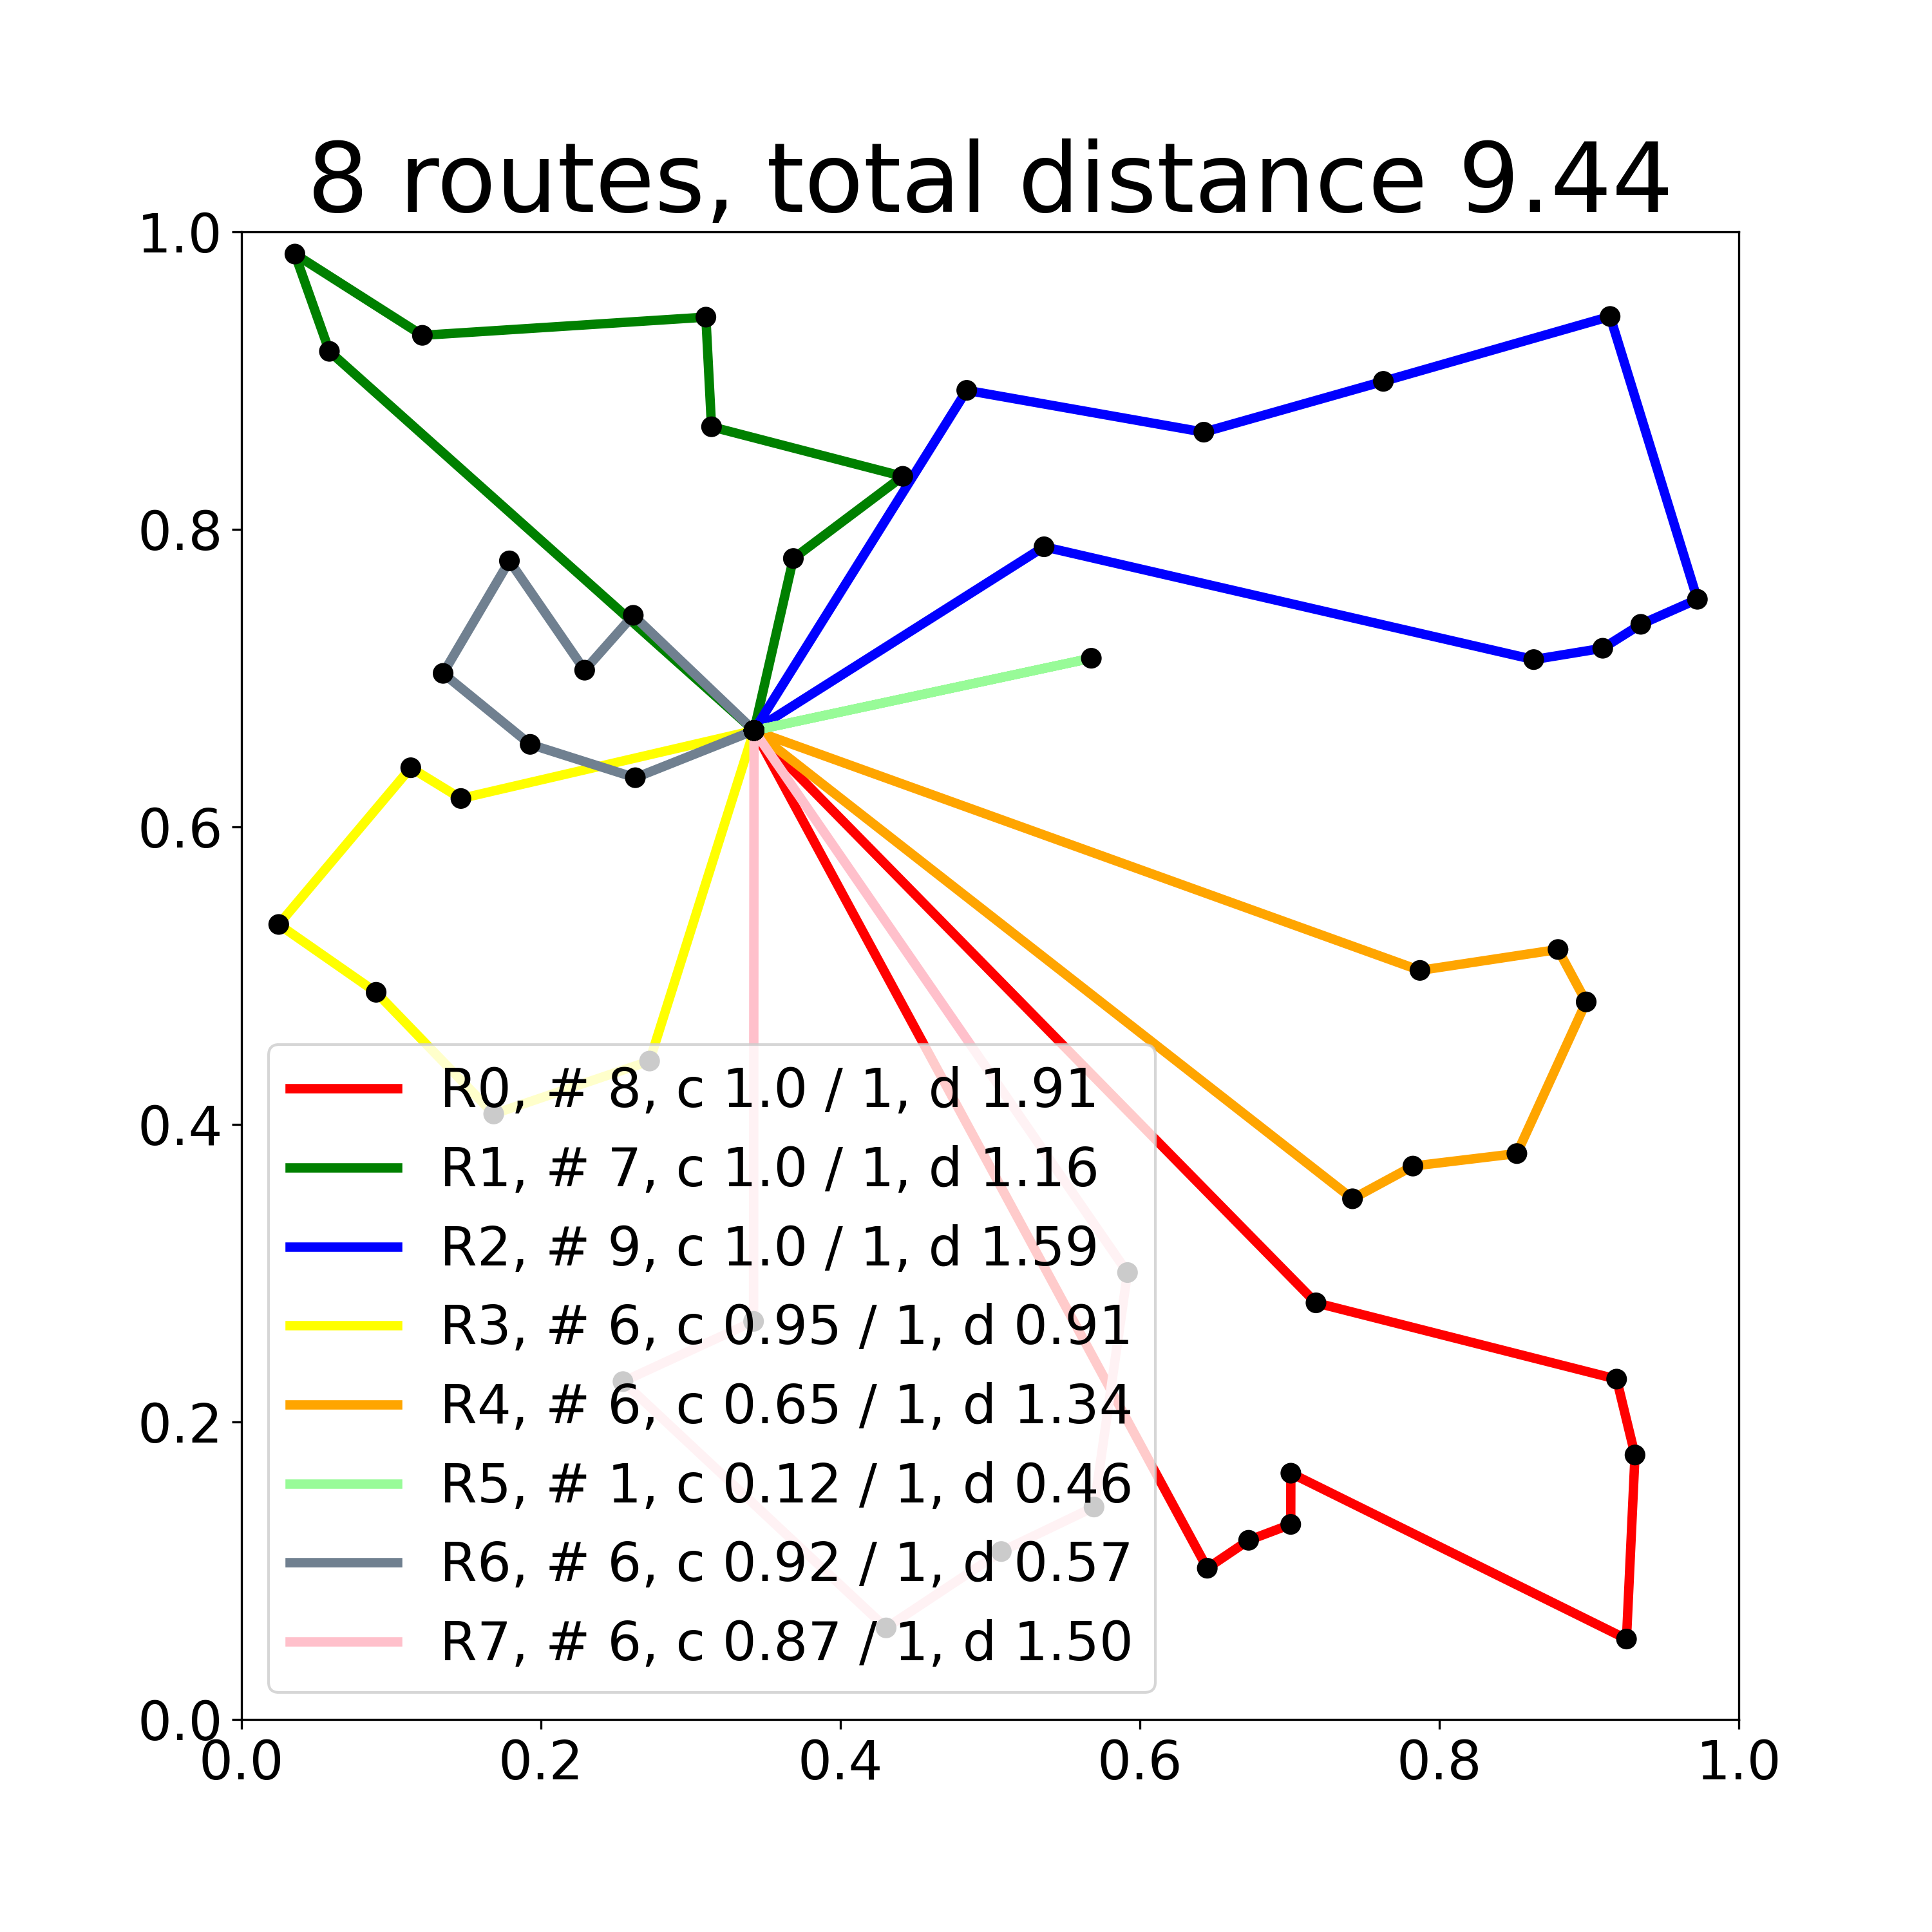 8 routes, total distance 9.44
1.0
0.8
0.6
0.4
0.2
0.0
R0, # 8, c 1.0 / 1, d 1.91
R1, # 7, c 1.0 / 1, d 1.16
R2, # 9, c 1.0 / 1, d 1.59
R3, # 6, c 0.95 / 1, d 0.91
R4, # 6, c 0.65 / 1, d 1.34
R5, # 1, c 0.12 / 1, d 0.46
R6, # 6, c 0.92 / 1, d 0.57
R7, # 6, c 0.87 / 1, d 1.50
0.0 0.2 0.4 0.6 0.8 1.0